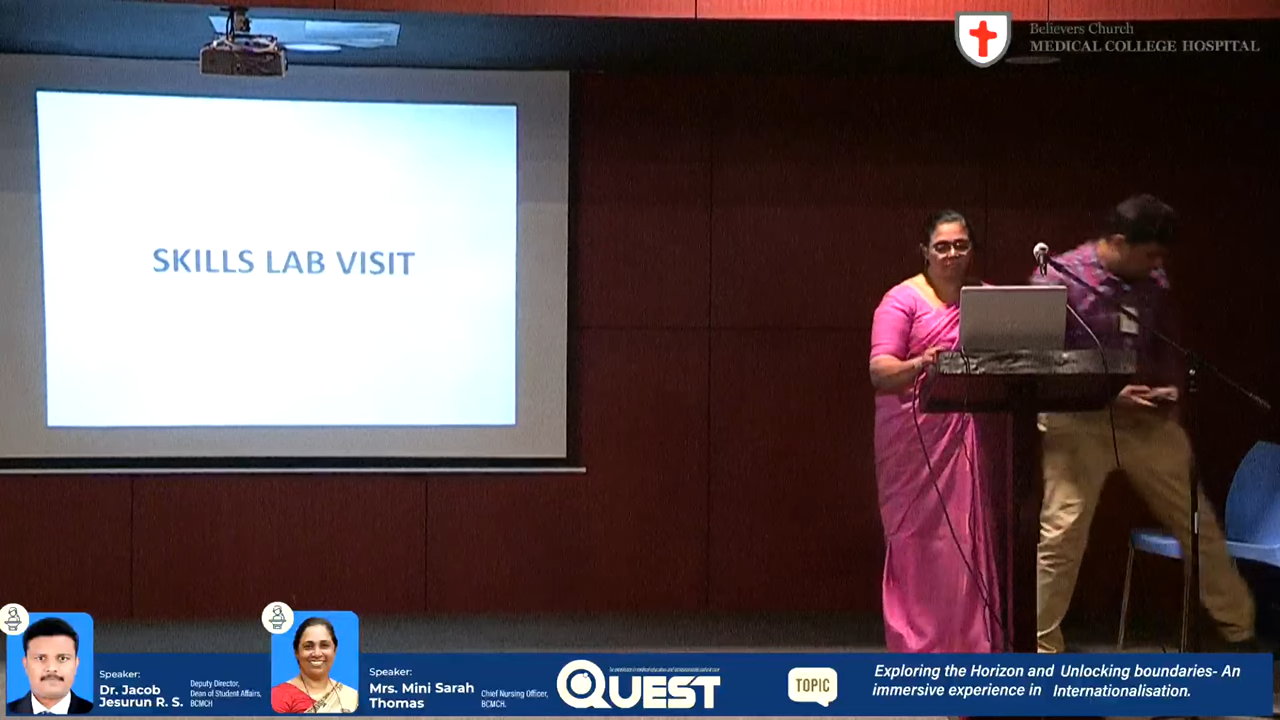 Believers Church
MEDICAL COLLEGE HOSPITAL
SKILLS LAB VISIT
Speaker:
Dr. Jacob
Jesurun R. S.
Deputy Director,
Dean of Student Affairs,
BCMCH
Speaker:
Mrs. Mini Sarah
Thomas
Chief Nursing Officer,
BCMCH.
QUEST
TOPIC
Exploring the Horizon and Unlocking boundaries- An
immersive experience in Internationalisation.